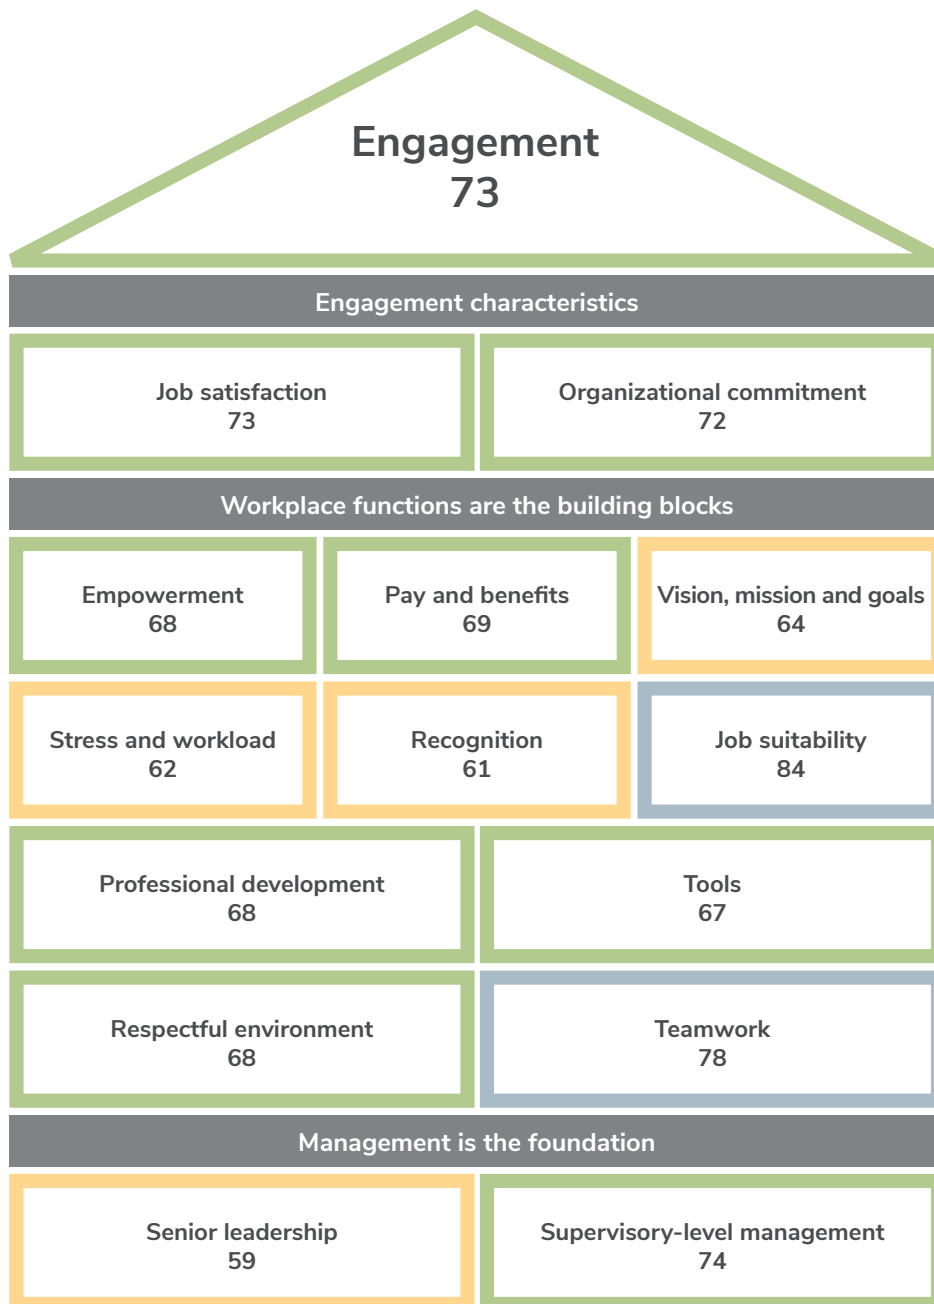 Engagement
73
Engagement characteristics
Job satisfaction
73
Organizational commitment
72
Workplace functions are the building blocks
Empowerment
68
Pay and benefits
69
Vision, mission and goals
64
Stress and workload
62
Recognition
61
Job suitability
84
Professional development
68
Tools
67
Respectful environment
68
Teamwork
78
Management is the foundation
Senior leadership
59
Supervisory-level management
74